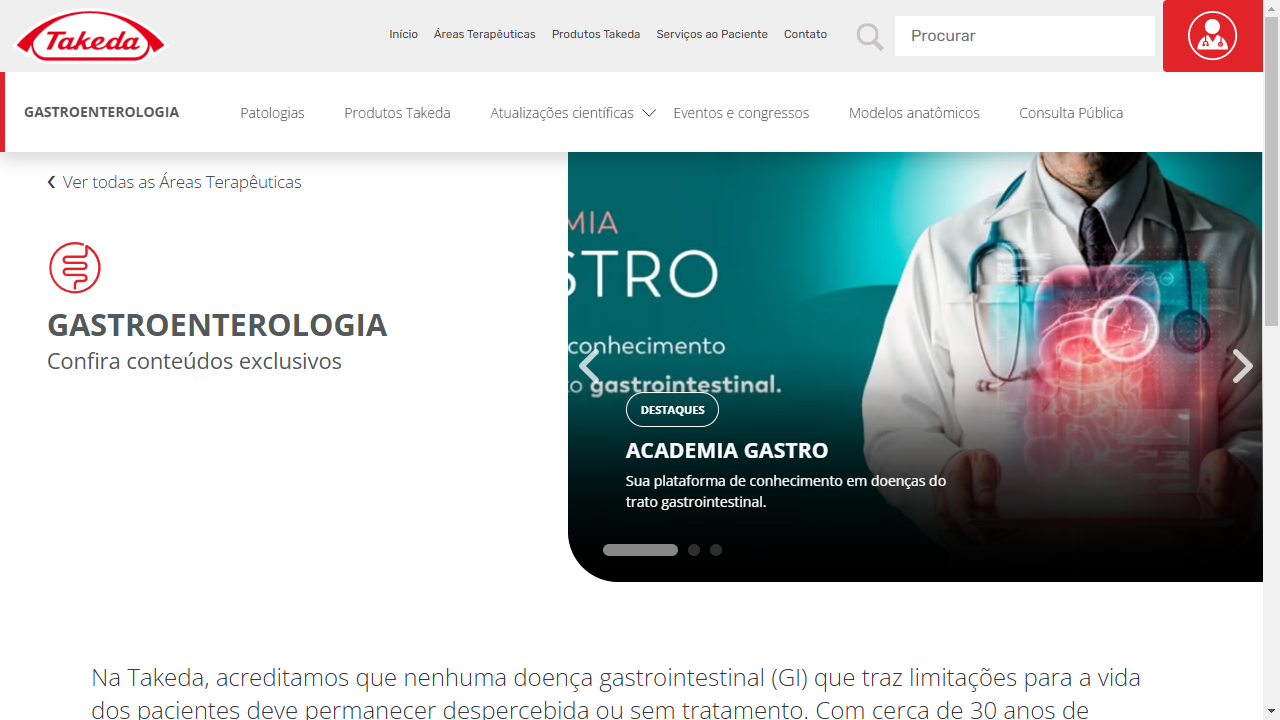 Takeda
Início Áreas Terapêuticas Produtos Takeda Serviços ao Paciente Contato
Procurar
GASTROENTEROLOGIA Patologias Produtos Takeda Atualizações científicas Eventos e congressos Modelos anatômicos Consulta Pública
Ver todas as Áreas Terapêuticas
GASTROENTEROLOGIA
Confira conteúdos exclusivos
MIA
STRO
conhecimento
o gastrointestinal.
DESTAQUES
ACADEMIA GASTRO
Sua plataforma de conhecimento em doenças do
trato gastrointestinal.
Na Takeda, acreditamos que nenhuma doença gastrointestinal (GI) que traz limitações para a vida
dos pacientes deve permanecer despercebida ou sem tratamento. Com cerca de 30 anos de